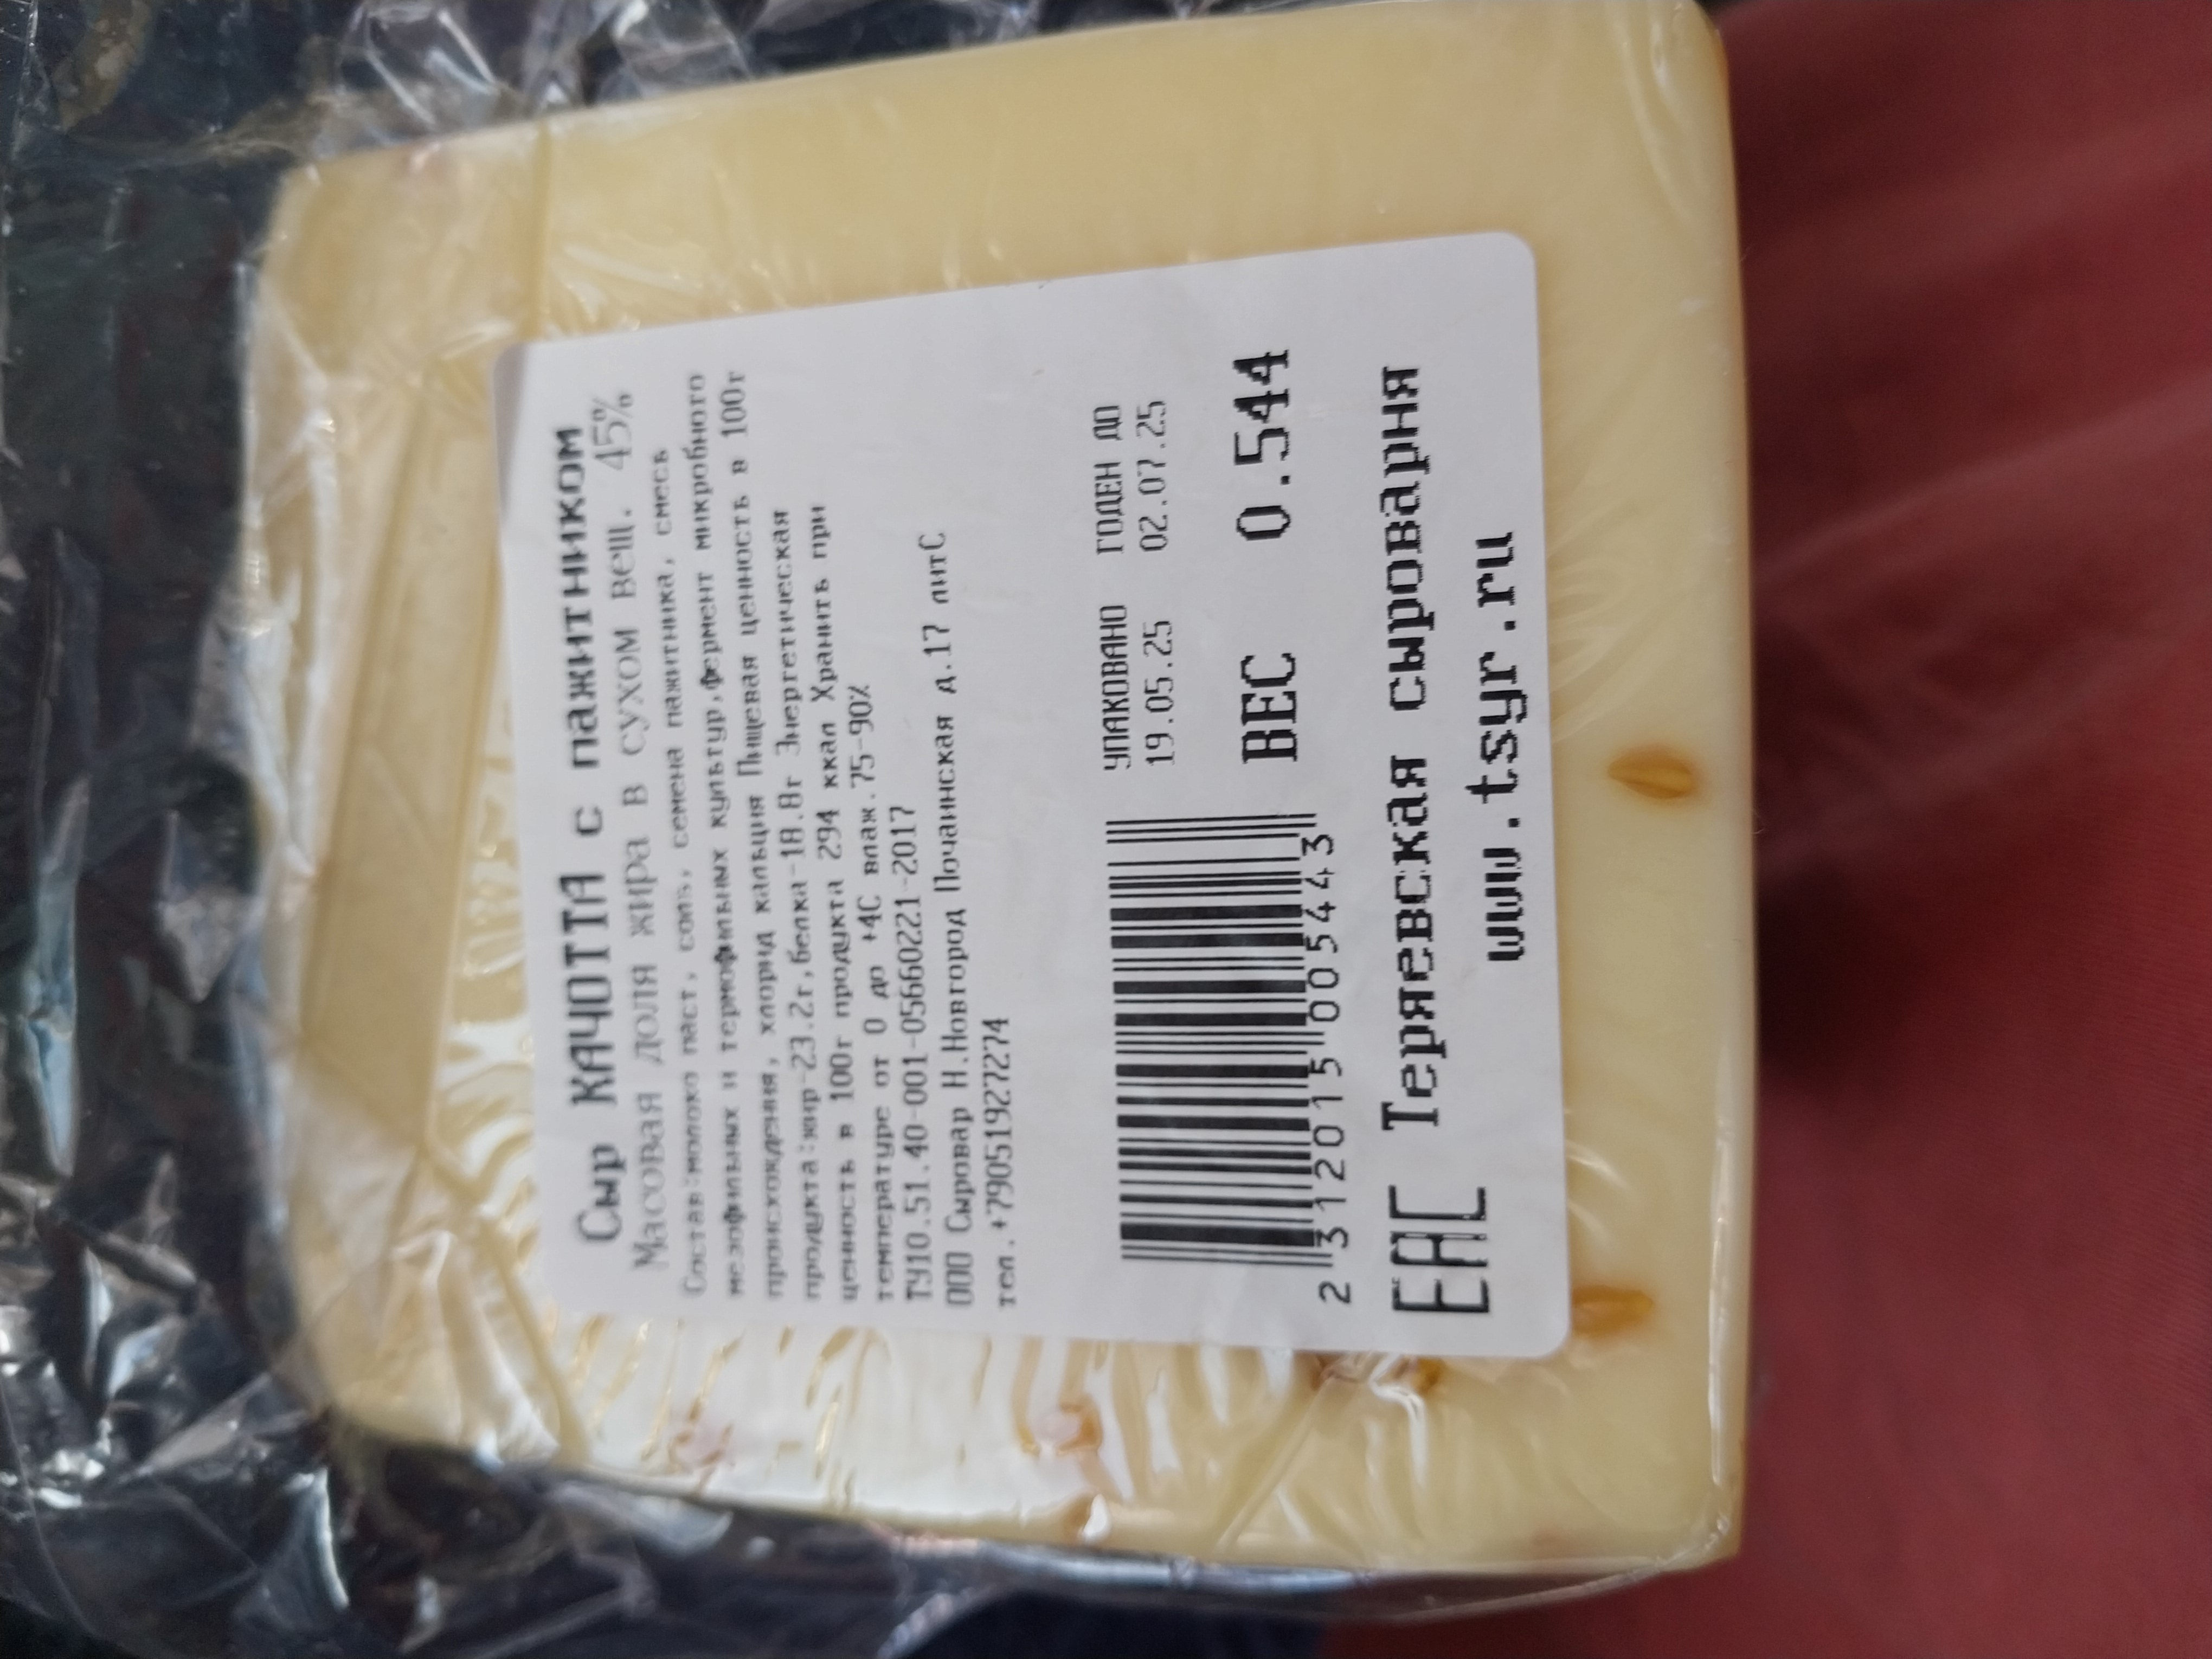 Сыр КАЧОТТА с пажитником
Массовая доля жира в сухом вещ. 45%
Состав:молоко паст, соль, семена пажитника, смесь
мезофильных и термофильных культур,фермент микробного
происхождения, хлорид кальция Пищевая ценность в 100г
продукта:жир-23.2г,белка-18.8г Энергетическая
ценность в 100г продукта 294 ккал Хранить при
температуре от 0 до +4С влаж.75-90%
ТУ10.51.40-001-05660221-2017
ООО Сыровар Н.Новгород Почаинская д.17 литС
тел.+79051927274
УПАКОВАНО ГОДЕН ДО
19.05.25 02.07.25
ВЕС 0.544
2 312015 005443
ЕАС Теряевская сыроварня
www.tsyr.ru